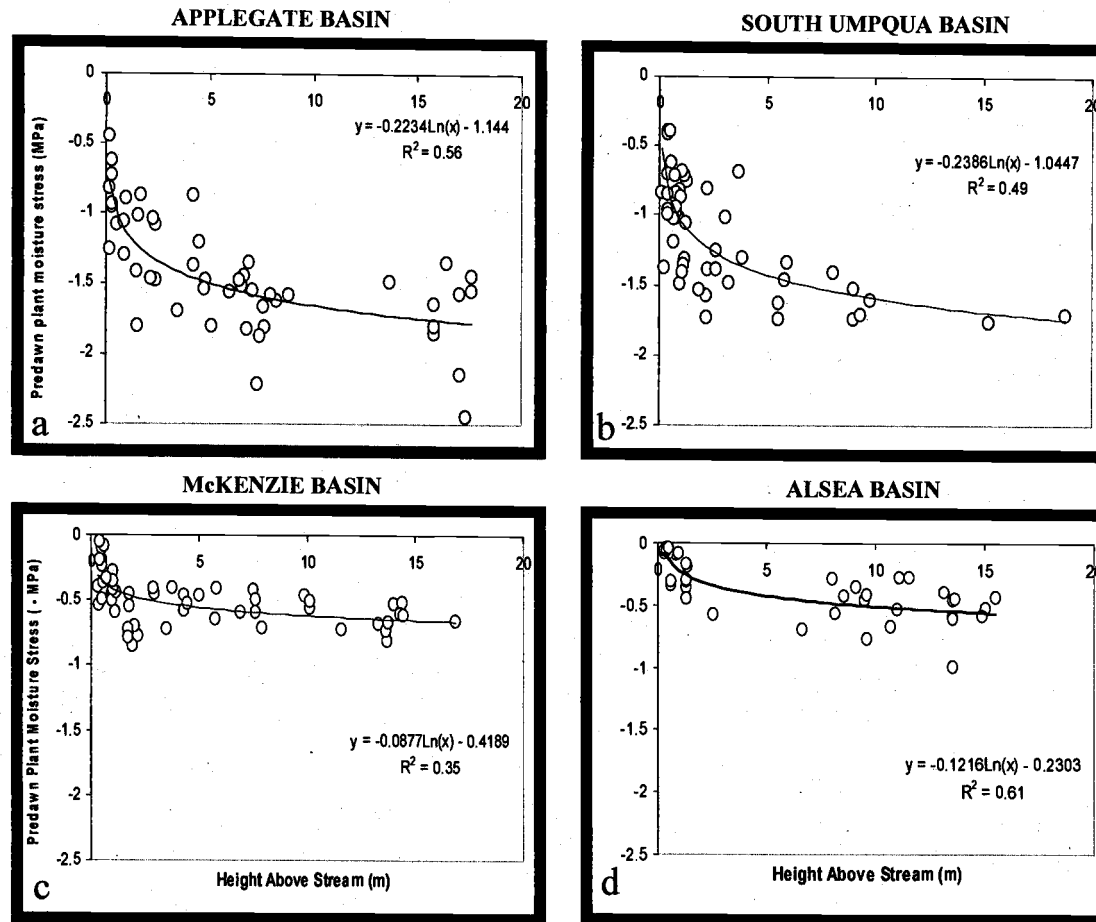 APPLEGATE BASIN
0
0 5 10 15 20
-0.5
-1
-1.5
-2
-2.5
Predawn plant moisture stress (MPa)
y = -0.2234Ln(x) - 1.144
R² = 0.56
a
SOUTH UMPQUA BASIN
0
0 5 10 15 20
-0.5
-1
-1.5
-2
-2.5
y = -0.2386Ln(x) - 1.0447
R² = 0.49
b
McKENZIE BASIN
0
5 10 15 20
-0.5
-1
-1.5
-2
-2.5
Predawn Plant Moisture Stress ( - MPa)
y = -0.0877Ln(x) - 0.4189
R² = 0.35
Height Above Stream (m)
c
ALSEA BASIN
0
5 10 15 20
-0.5
-1
-1.5
-2
-2.5
y = -0.1216Ln(x) - 0.2303
R² = 0.61
Height Above Stream (m)
d